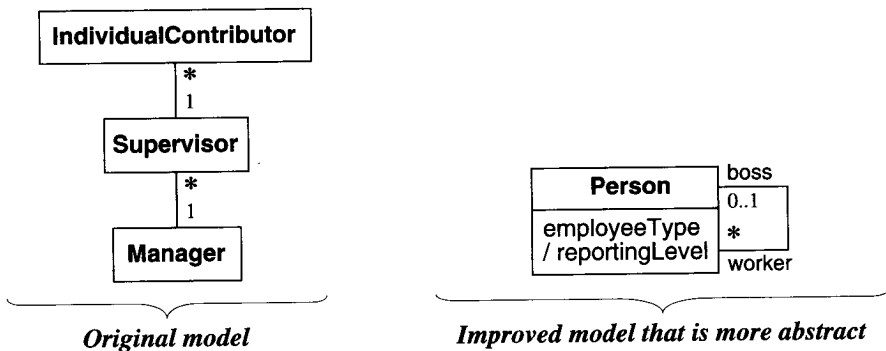 IndividualContributor
*
1
Supervisor
*
1
Manager
Original model
Person
employeeType
/ reportingLevel
boss
0..1
*
worker
Improved model that is more abstract